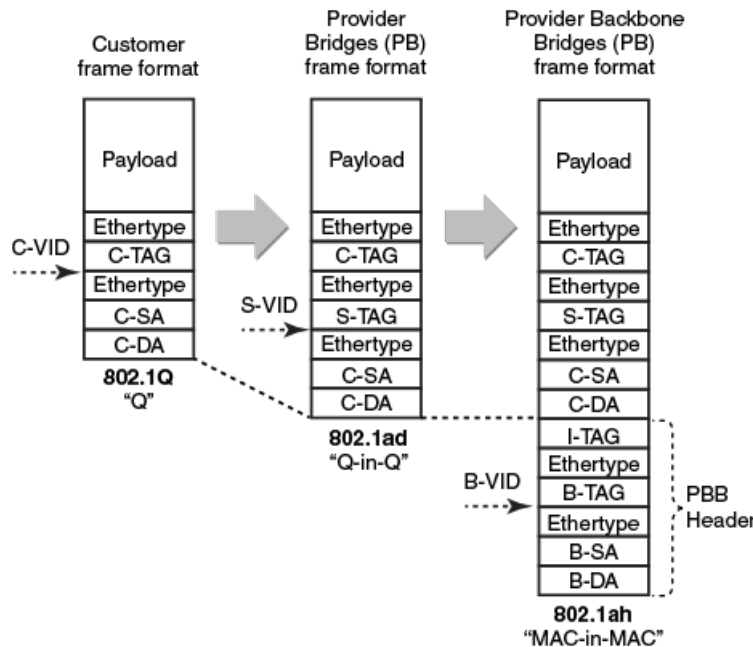 Customer
frame format
Provider
Bridges (PB)
frame format
Provider Backbone
Bridges (PB)
frame format
Payload
Ethertype
C-TAG
Ethertype
C-SA
C-DA
C-VID
802.1Q
“Q”
Payload
Ethertype
C-TAG
Ethertype
S-TAG
Ethertype
C-SA
C-DA
S-VID
802.1ad
“Q-in-Q”
Payload
Ethertype
C-TAG
Ethertype
S-TAG
Ethertype
C-SA
C-DA
I-TAG
Ethertype
B-TAG
Ethertype
B-SA
B-DA
B-VID
PBB
Header
802.1ah
“MAC-in-MAC”